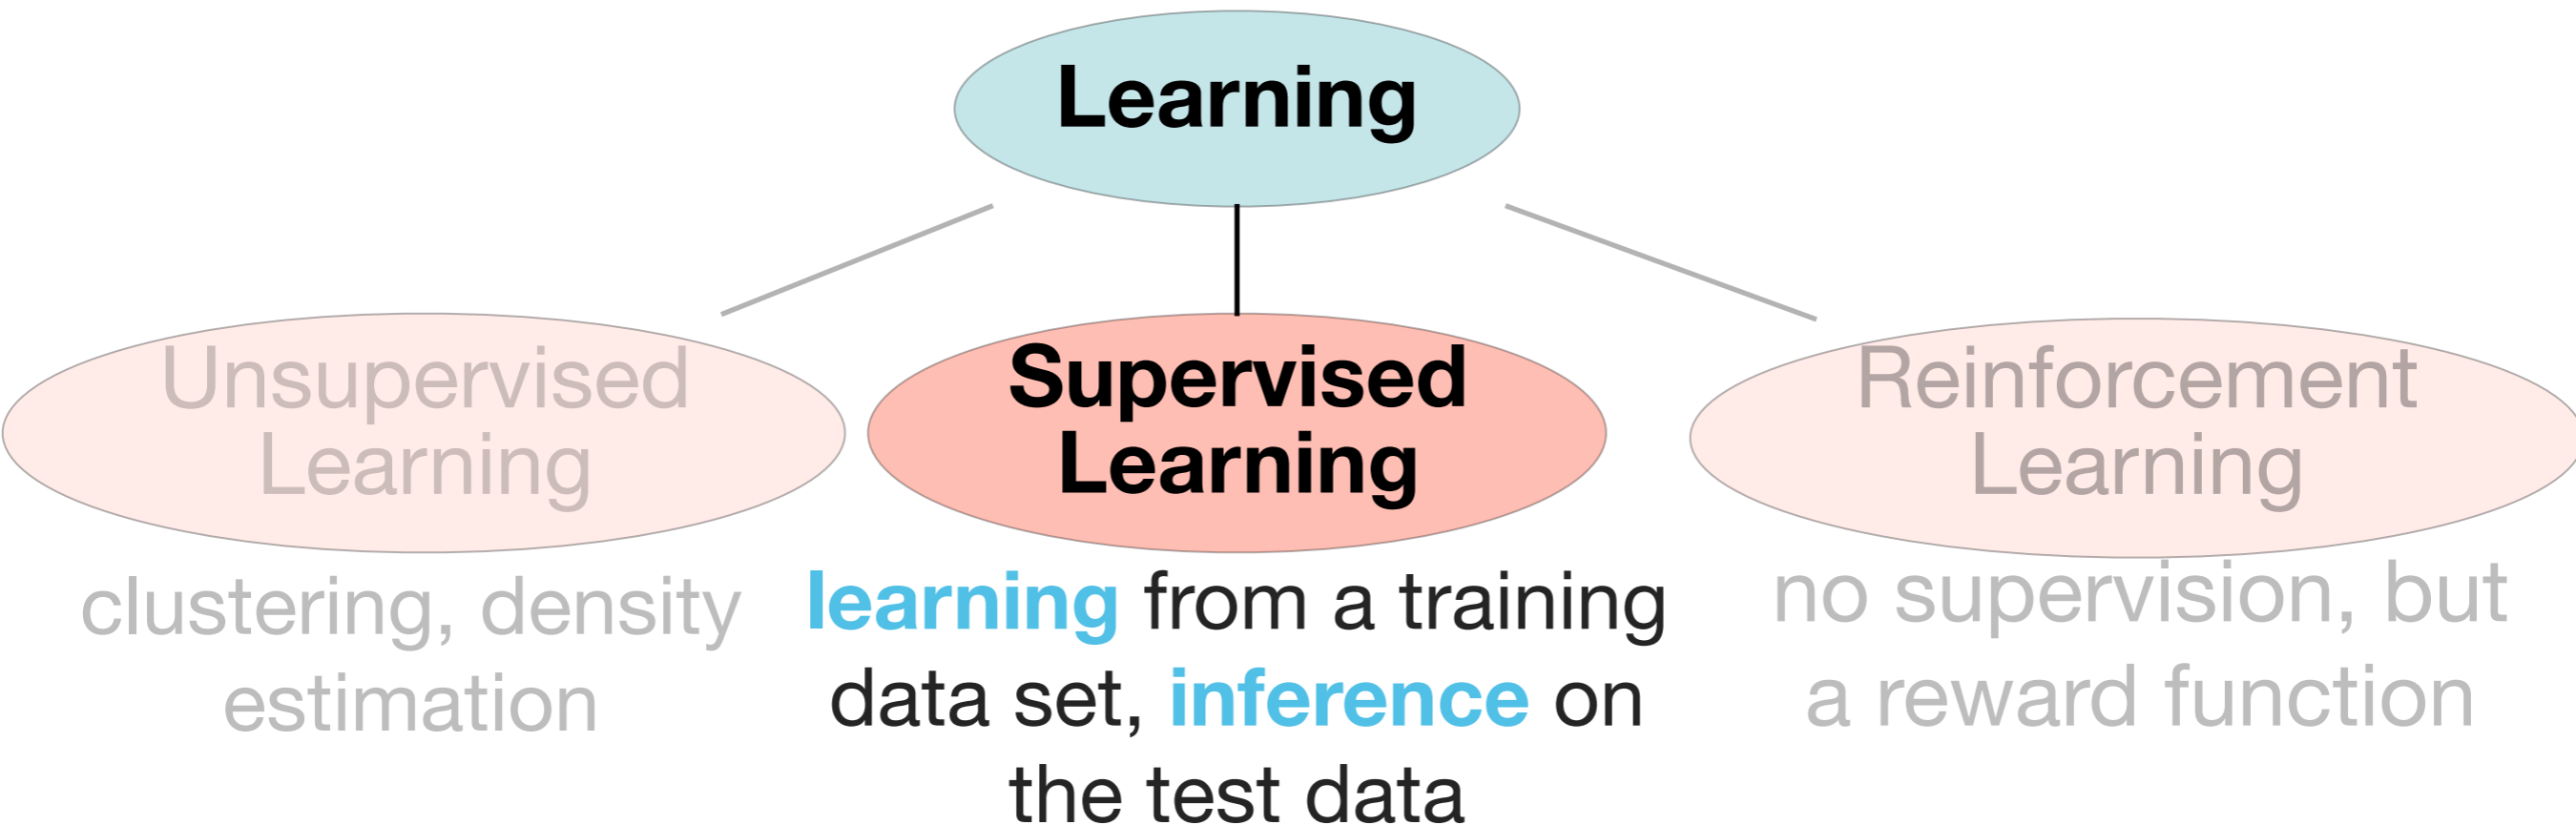 Learning
Unsupervised
Learning
clustering, density
estimation
Supervised
Learning
learning from a training
data set, inference on
the test data
Reinforcement
Learning
no supervision, but
a reward function